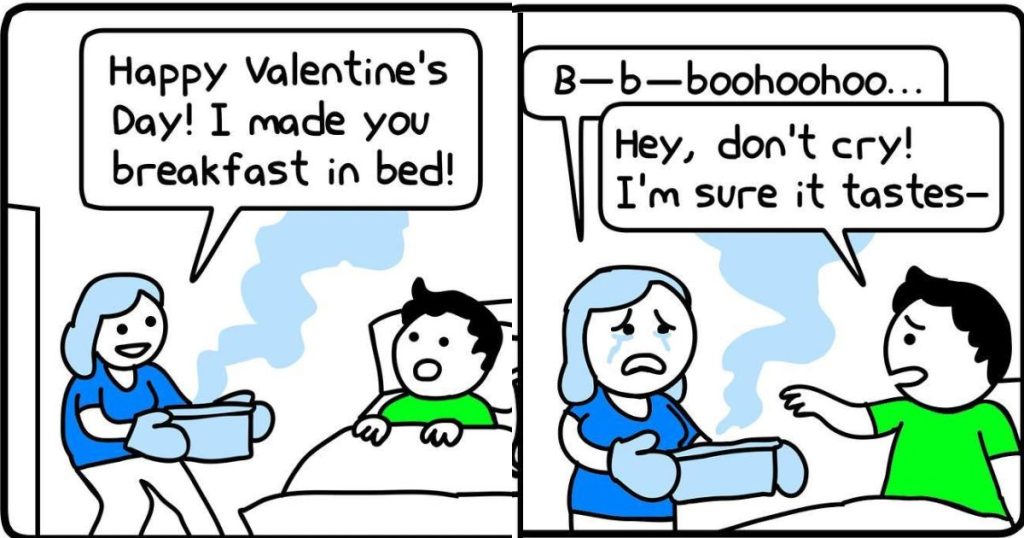 Happy Valentine's
Day! I made you
breakfast in bed!
B—b—boohoohoo...
Hey, don't cry!
I'm sure it tastes—